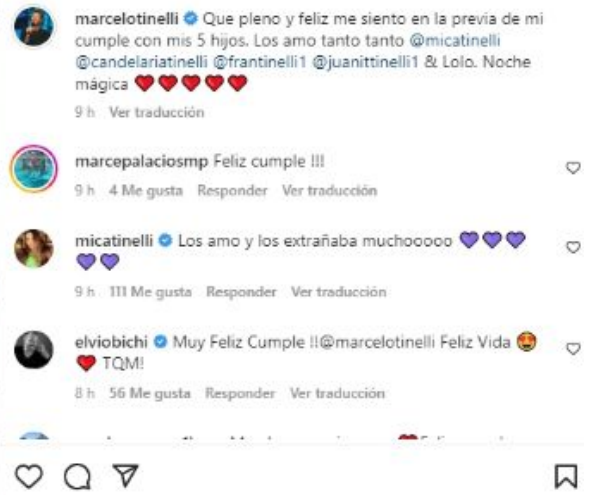 marcelotinelli Que pleno y feliz me siento en la previa de mi
cumple con mis 5 hijos. Los amo tanto tanto @micatinelli
@candelariatinelli @frantinelli1 @juanittinelli1 & Lolo. Noche
mágica ❤️❤️❤️❤️❤️
9 h Ver traducción
marcepalaciosmp Feliz cumple !!!
9 h 4 Me gusta Responder Ver traducción
micatinelli Los amo y los extrañaba muchooooo 💜💜💜
💜💜
9 h 111 Me gusta Responder Ver traducción
elviobichi Muy Feliz Cumple !!@marcelotinelli Feliz Vida 😍
❤️ TQM!
8 h 56 Me gusta Responder Ver traducción